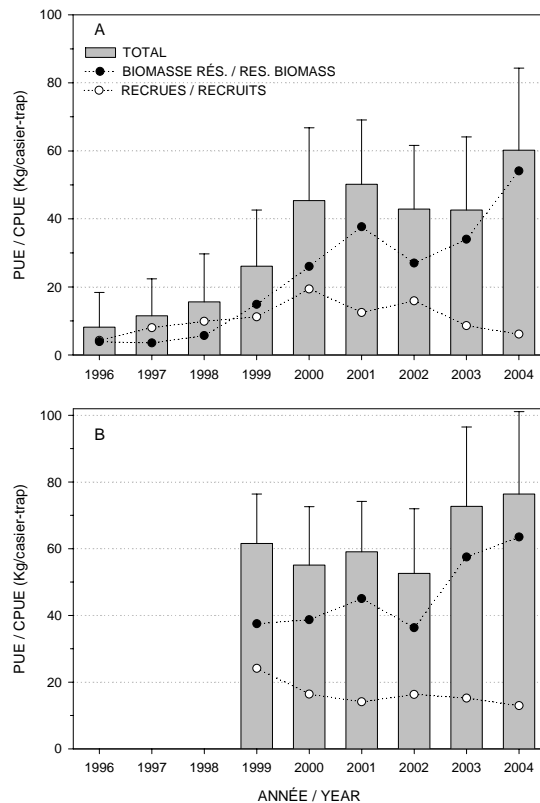 A
TOTAL
BIOMASSE RÉS. / RES. BIOMASS
RECRUES / RECRUITS
PUE / CPUE (Kg/casier-trap)
100
80
60
40
20
0
1996 1997 1998 1999 2000 2001 2002 2003 2004
B
PUE / CPUE (Kg/casier-trap)
100
80
60
40
20
0
1996 1997 1998 1999 2000 2001 2002 2003 2004
ANNÉE / YEAR